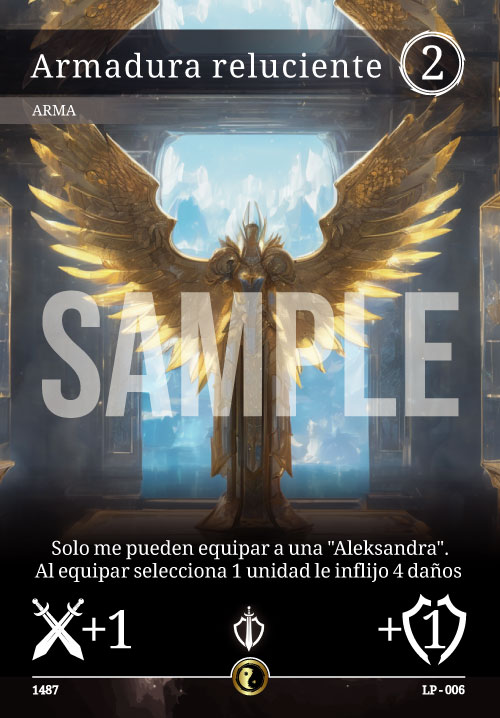 Armadura reluciente 2
ARMA
SAMPLE
Solo me pueden equipar a una "Aleksandra".
Al equipar selecciona 1 unidad le inflijo 4 daños
+1 +1
1487 LP - 006